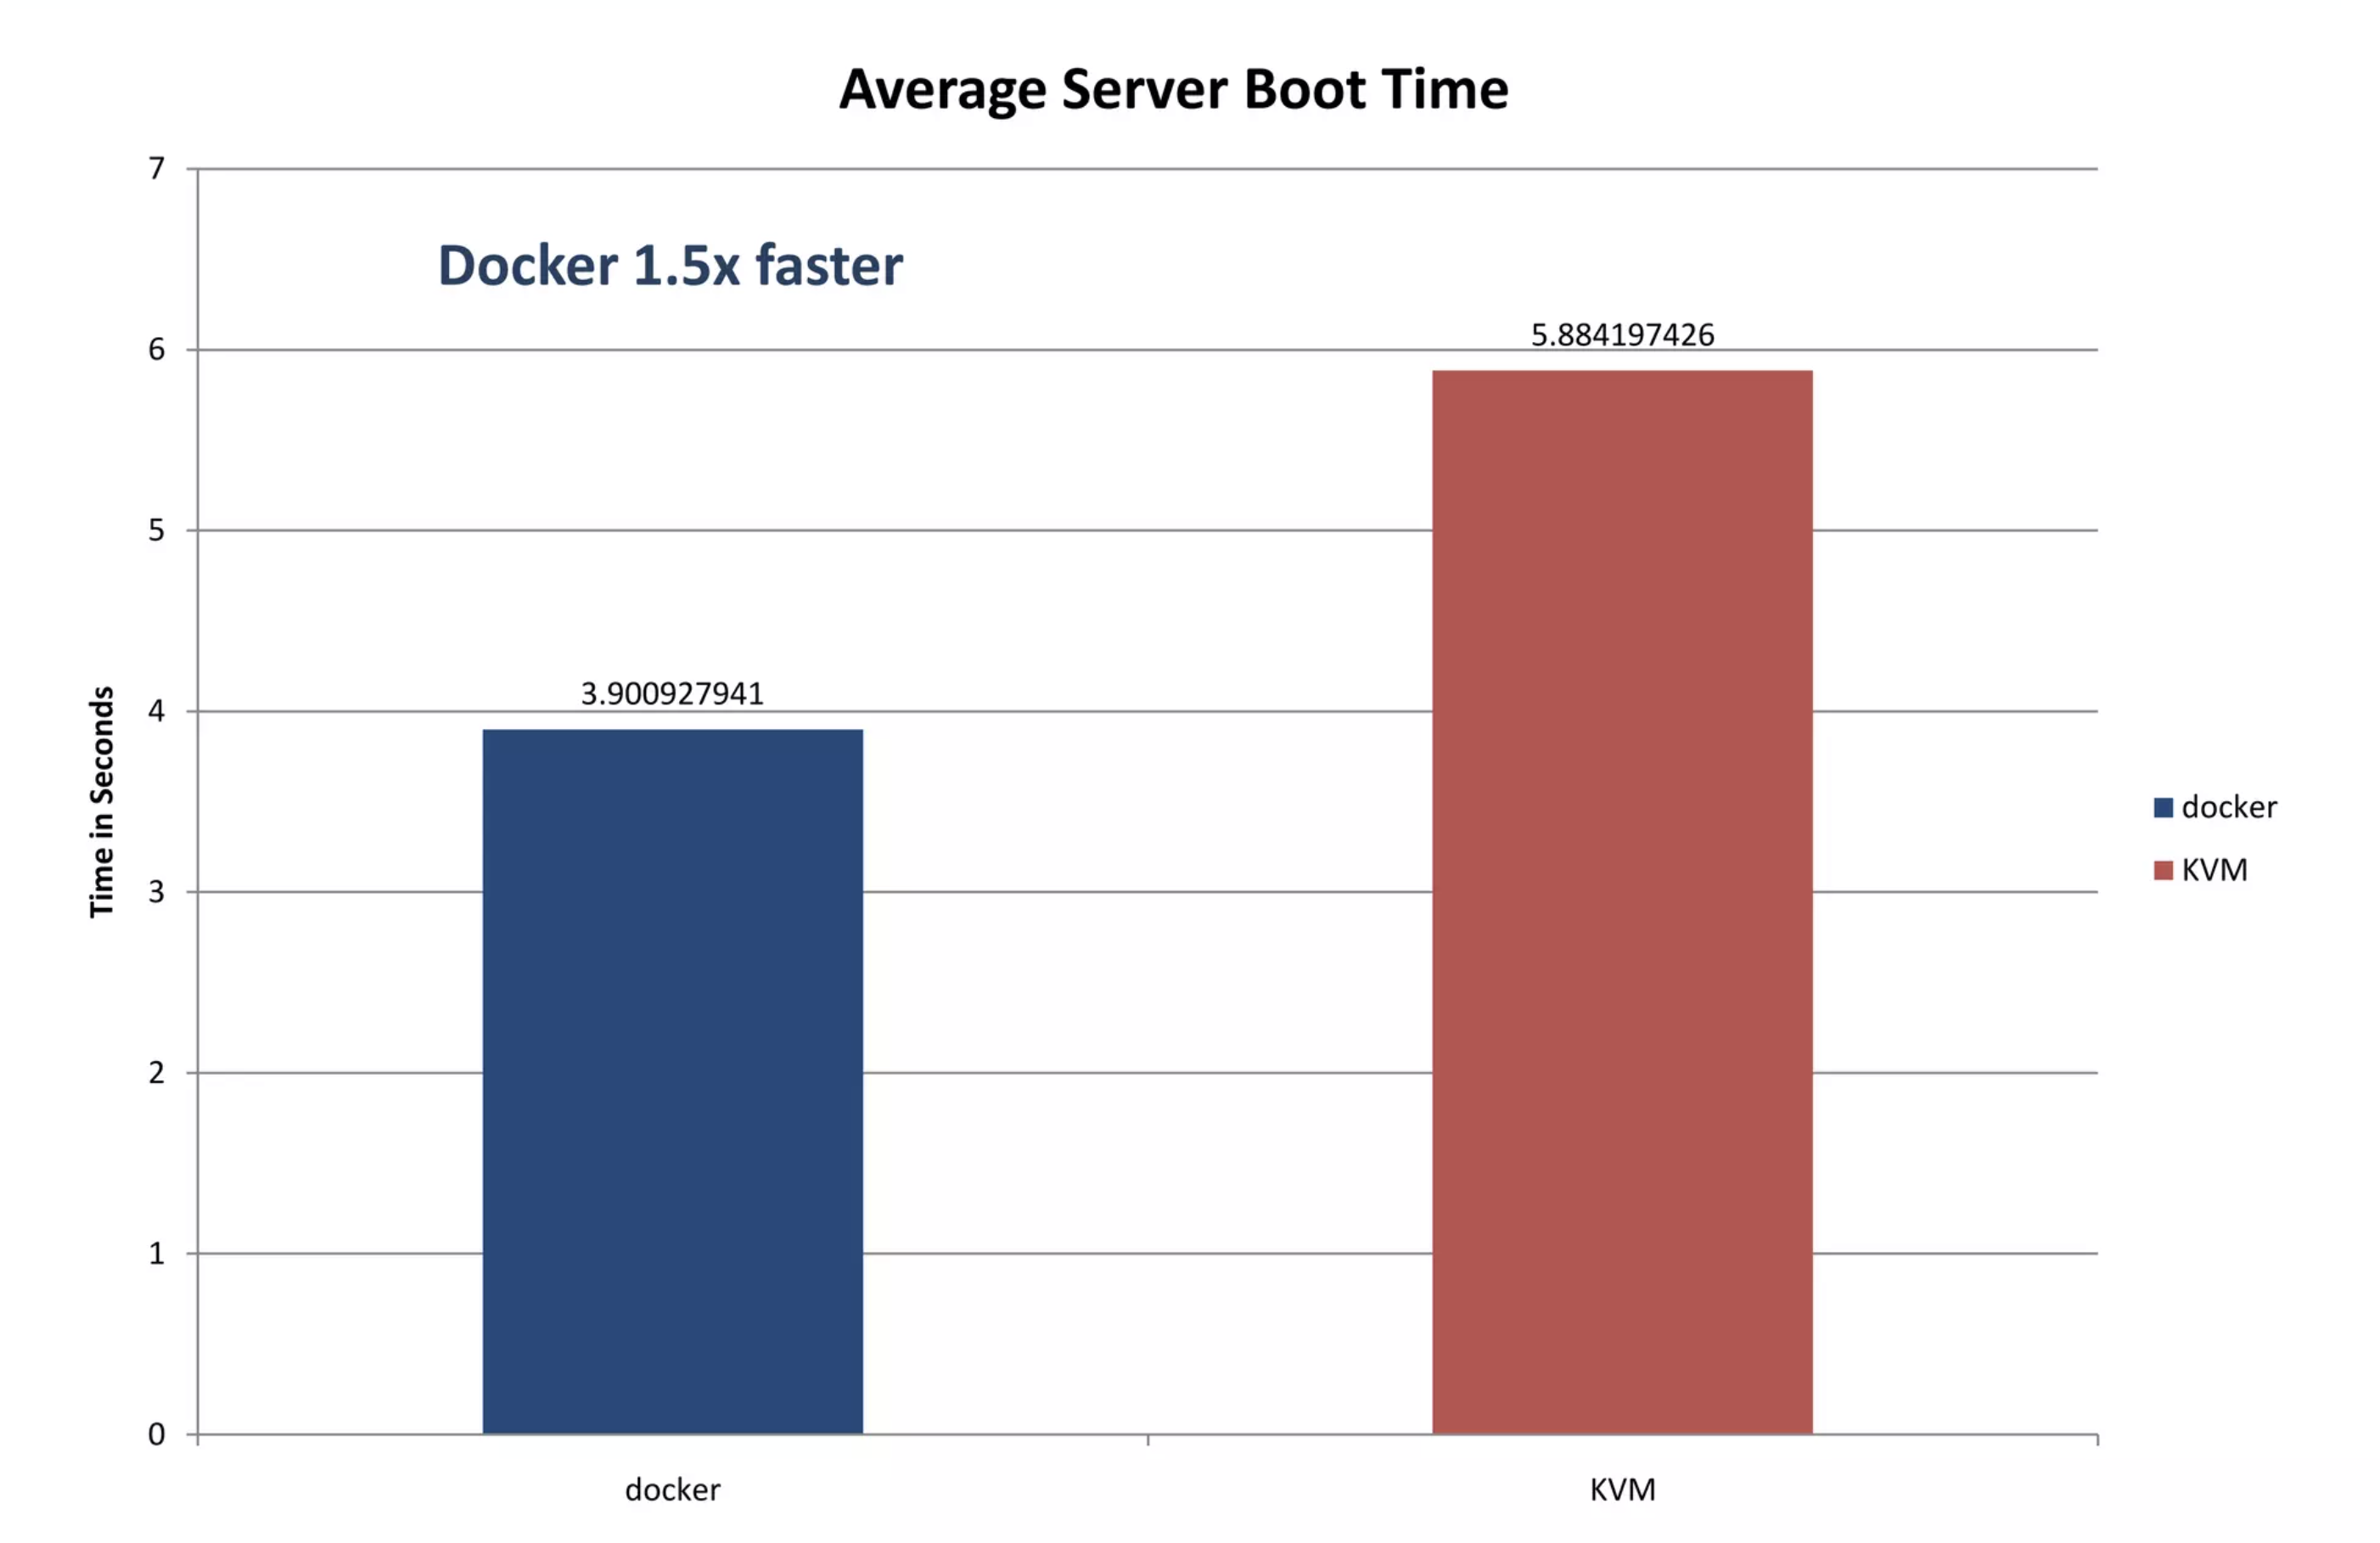 Average Server Boot Time
7
Docker 1.5x faster
5.884197426
6
5
3.900927941
4
Time in Seconds
docker
3
KVM
2
1
0
docker
KVM